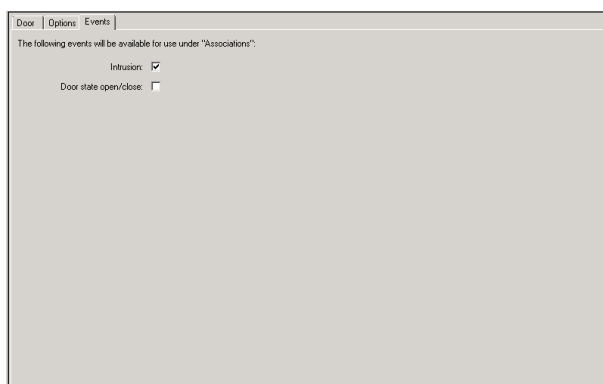 Door Options Events
The following events will be available for use under "Associations":
Intrusion:
Door state open/close: